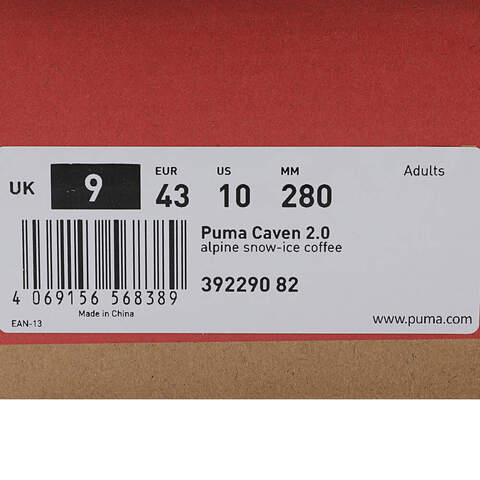 EUR US MM Adults
UK 9 43 10 280
Puma Caven 2.0
alpine snow-ice coffee
392290 82
4 069156 568389
Made in China
www.puma.com
EAN-13